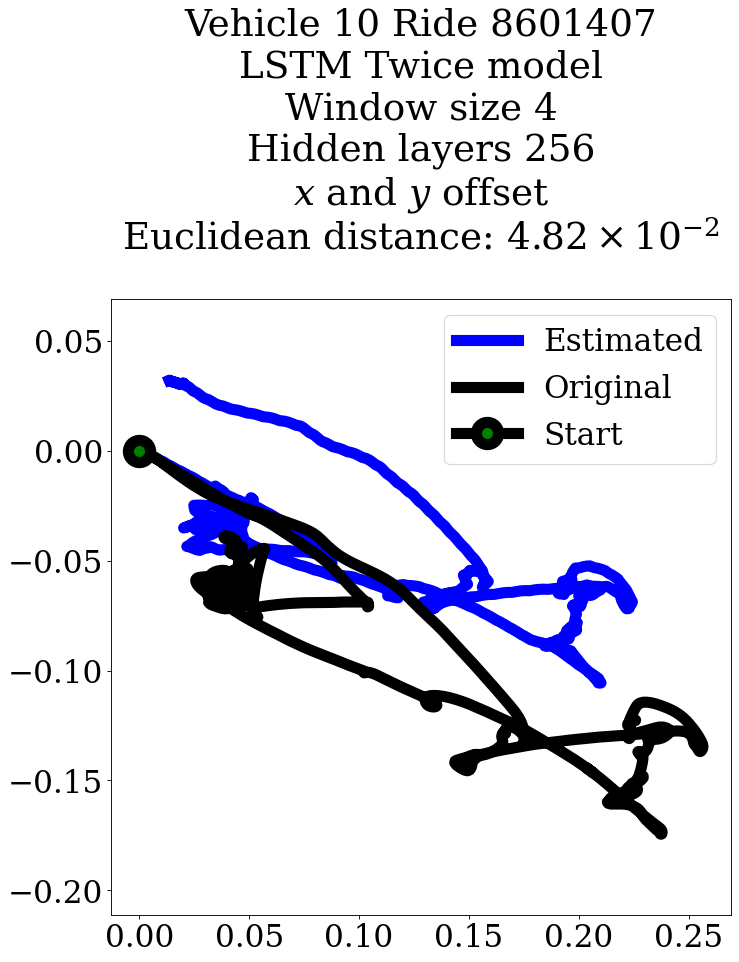 Vehicle 10 Ride 8601407
LSTM Twice model
Window size 4
Hidden layers 256
x and y offset
Euclidean distance: 4.82 × 10⁻²
Estimated
Original
Start
0.05
0.00
−0.05
−0.10
−0.15
−0.20
0.00 0.05 0.10 0.15 0.20 0.25